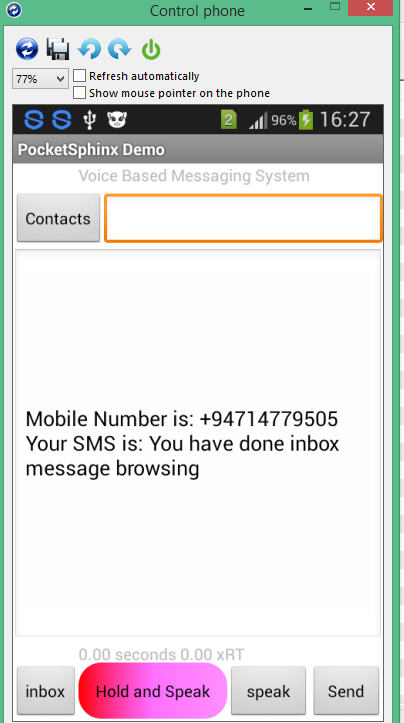 Control phone
77%
Refresh automatically
Show mouse pointer on the phone
2 96% 16:27
PocketSphinx Demo
Voice Based Messaging System
Contacts
Mobile Number is: +94714779505
Your SMS is: You have done inbox
message browsing
0.00 seconds 0.00 xRT
inbox Hold and Speak speak Send